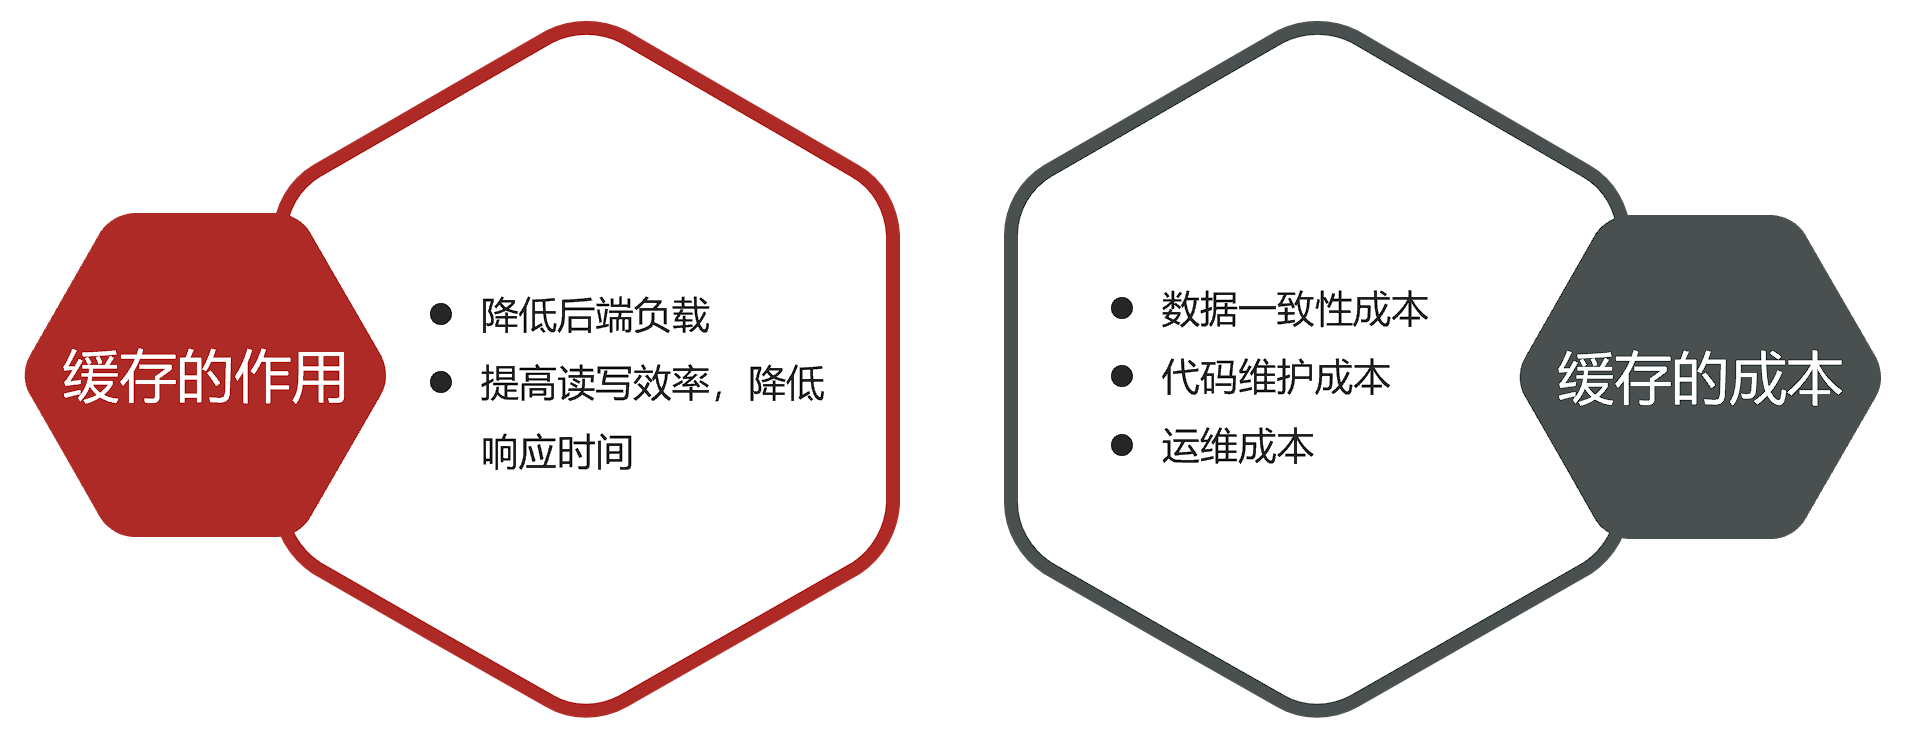 缓存的作用
● 降低后端负载
● 提高读写效率，降低
响应时间
● 数据一致性成本
● 代码维护成本
● 运维成本
缓存的成本